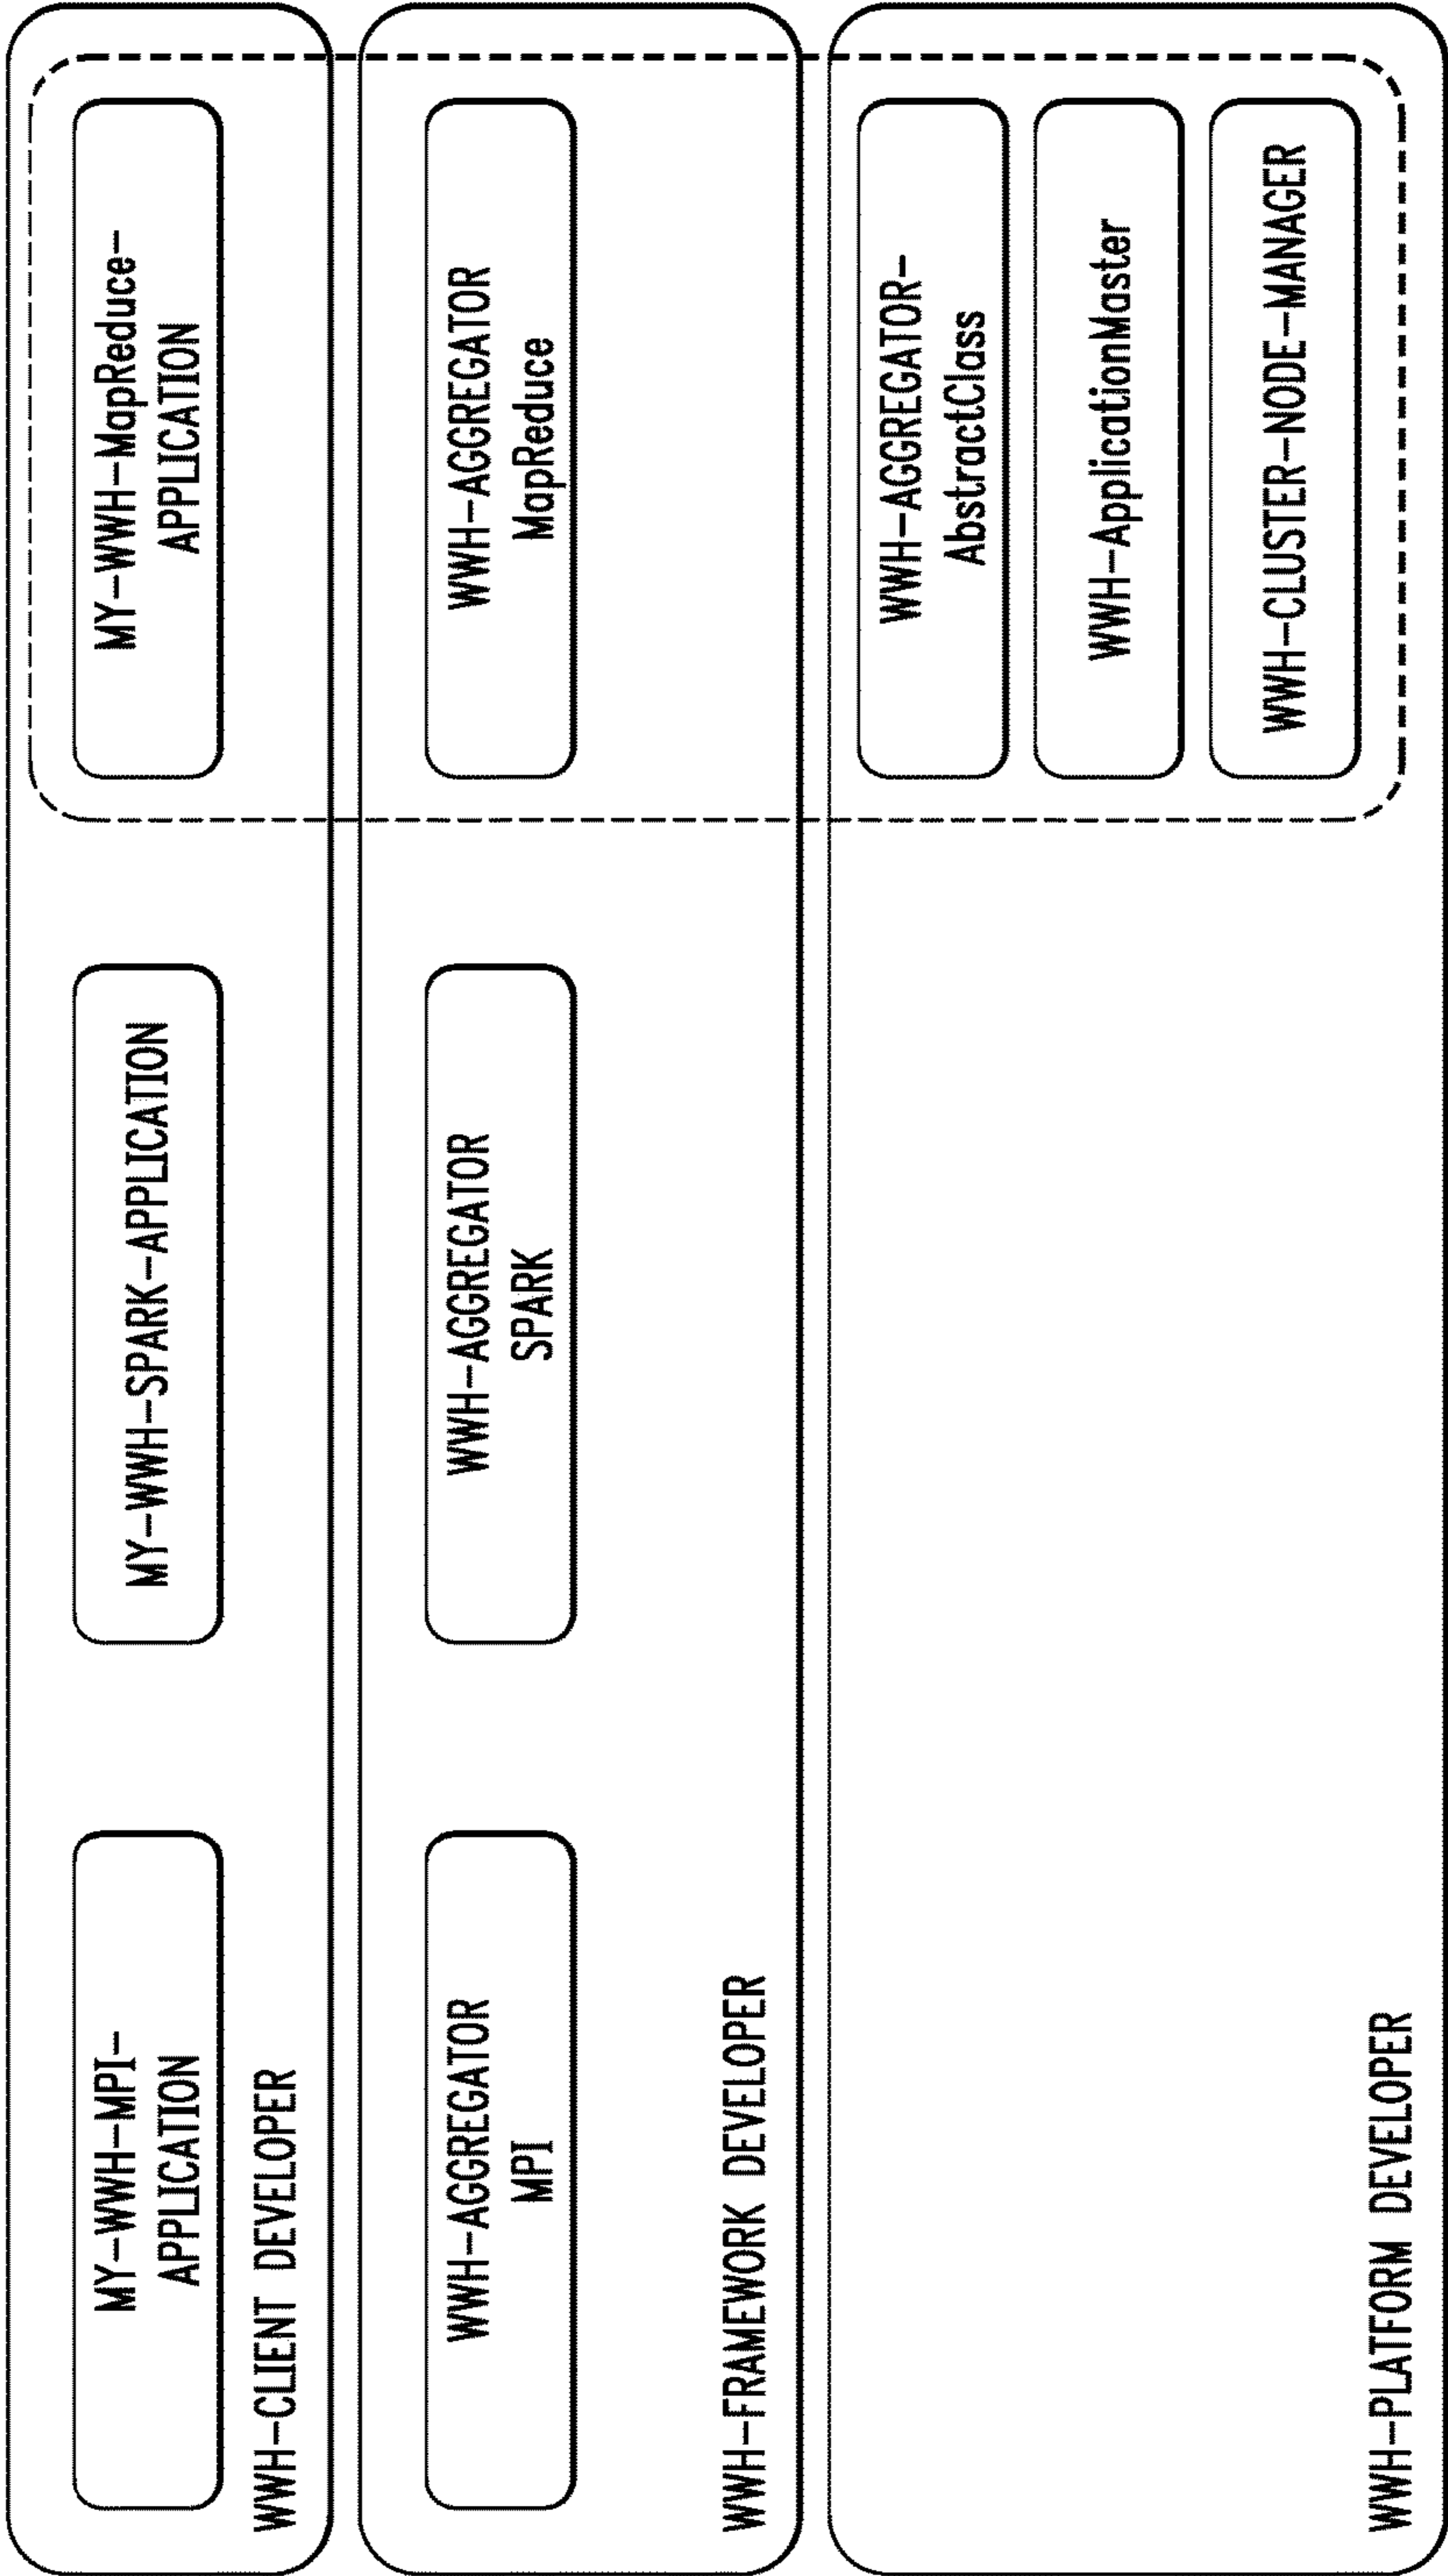 MY-WWH-MPI-
APPLICATION
MY-WWH-SPARK-APPLICATION
MY-WWH-MapReduce-
APPLICATION
WWH-CLIENT DEVELOPER
WWH-AGGREGATOR
MPI
WWH-AGGREGATOR
SPARK
WWH-AGGREGATOR
MapReduce
WWH-FRAMEWORK DEVELOPER
WWH-AGGREGATOR-
AbstractClass
WWH-ApplicationMaster
WWH-CLUSTER-NODE-MANAGER
WWH-PLATFORM DEVELOPER